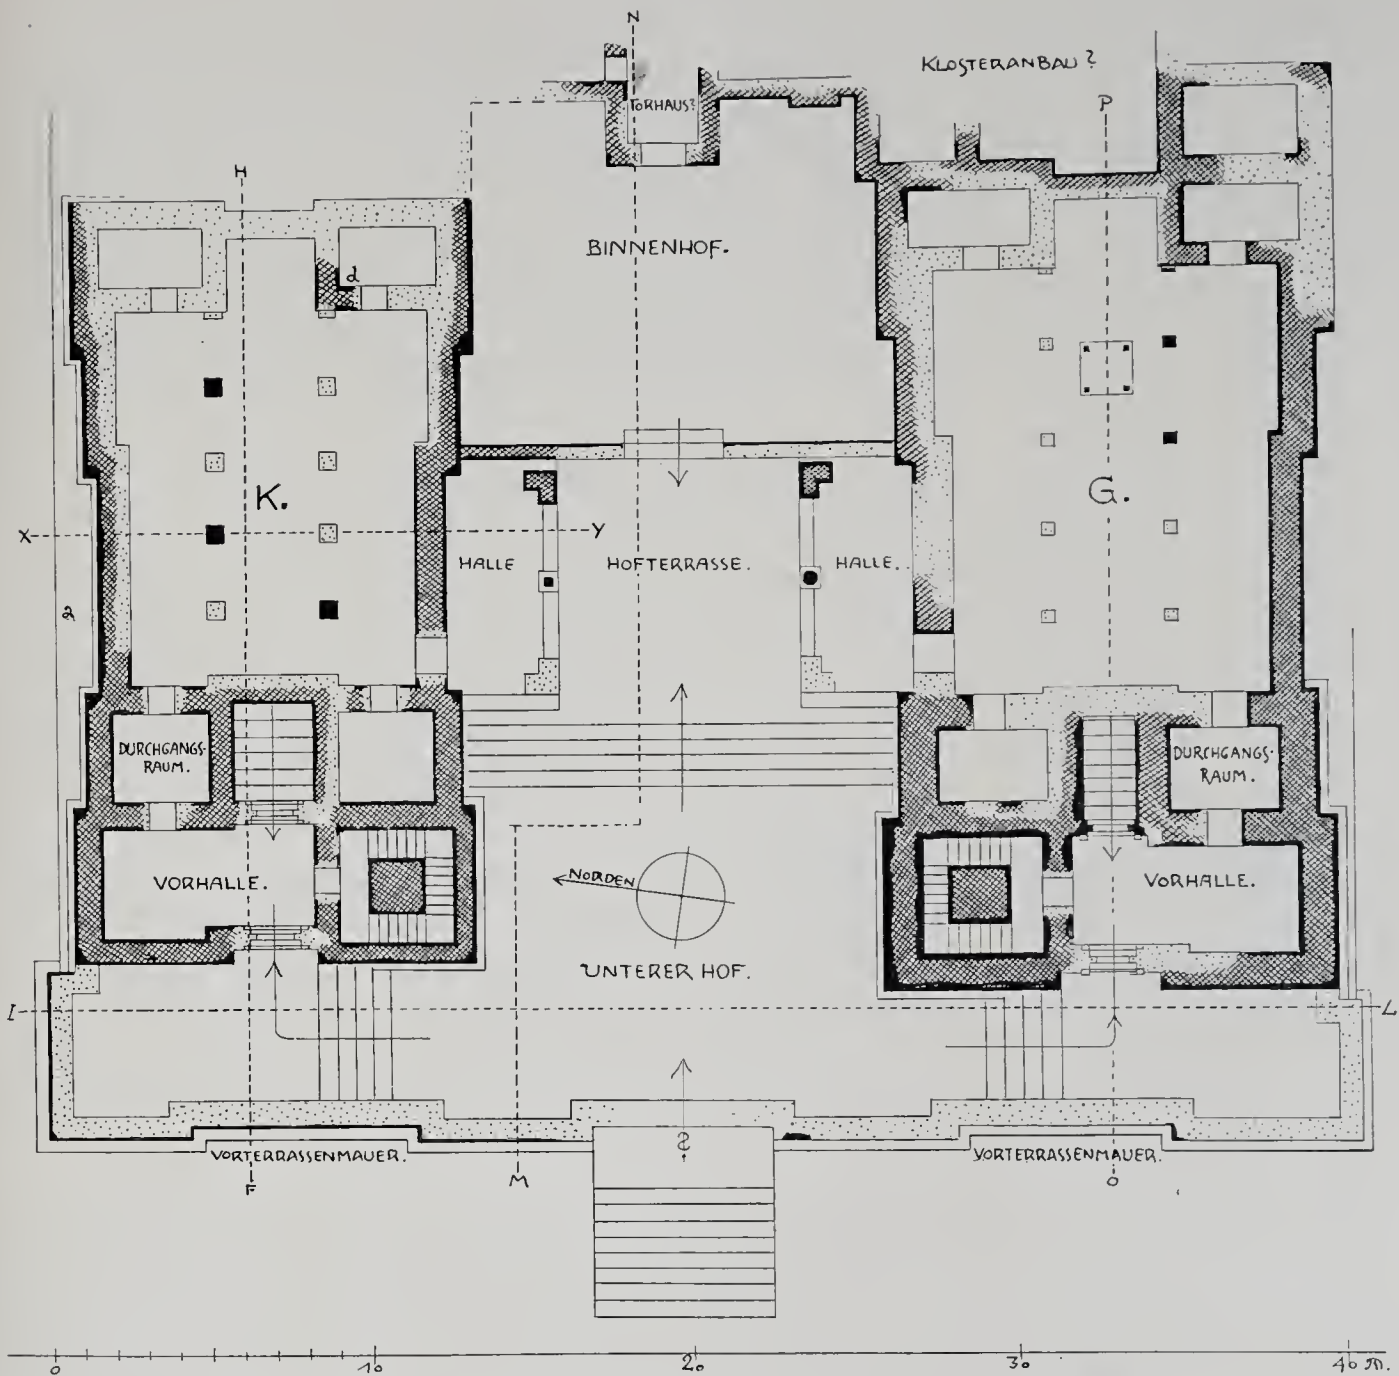 N
KLOSTERANBAU?
TORHAUS?
P
H
BINNENHOF.
d
K.
G.
X
Y
HALLE
HOFTERRASSE.
HALLE.
DURCHGANGS-
RAUM.
DURCHGANGS-
RAUM.
VORHALLE.
NORDEN
VORHALLE.
UNTERER HOF.
I
L
VORTERRASSENMAUER.
VORTERRASSENMAUER.
F
M
O
0 10 20 30 40 M.